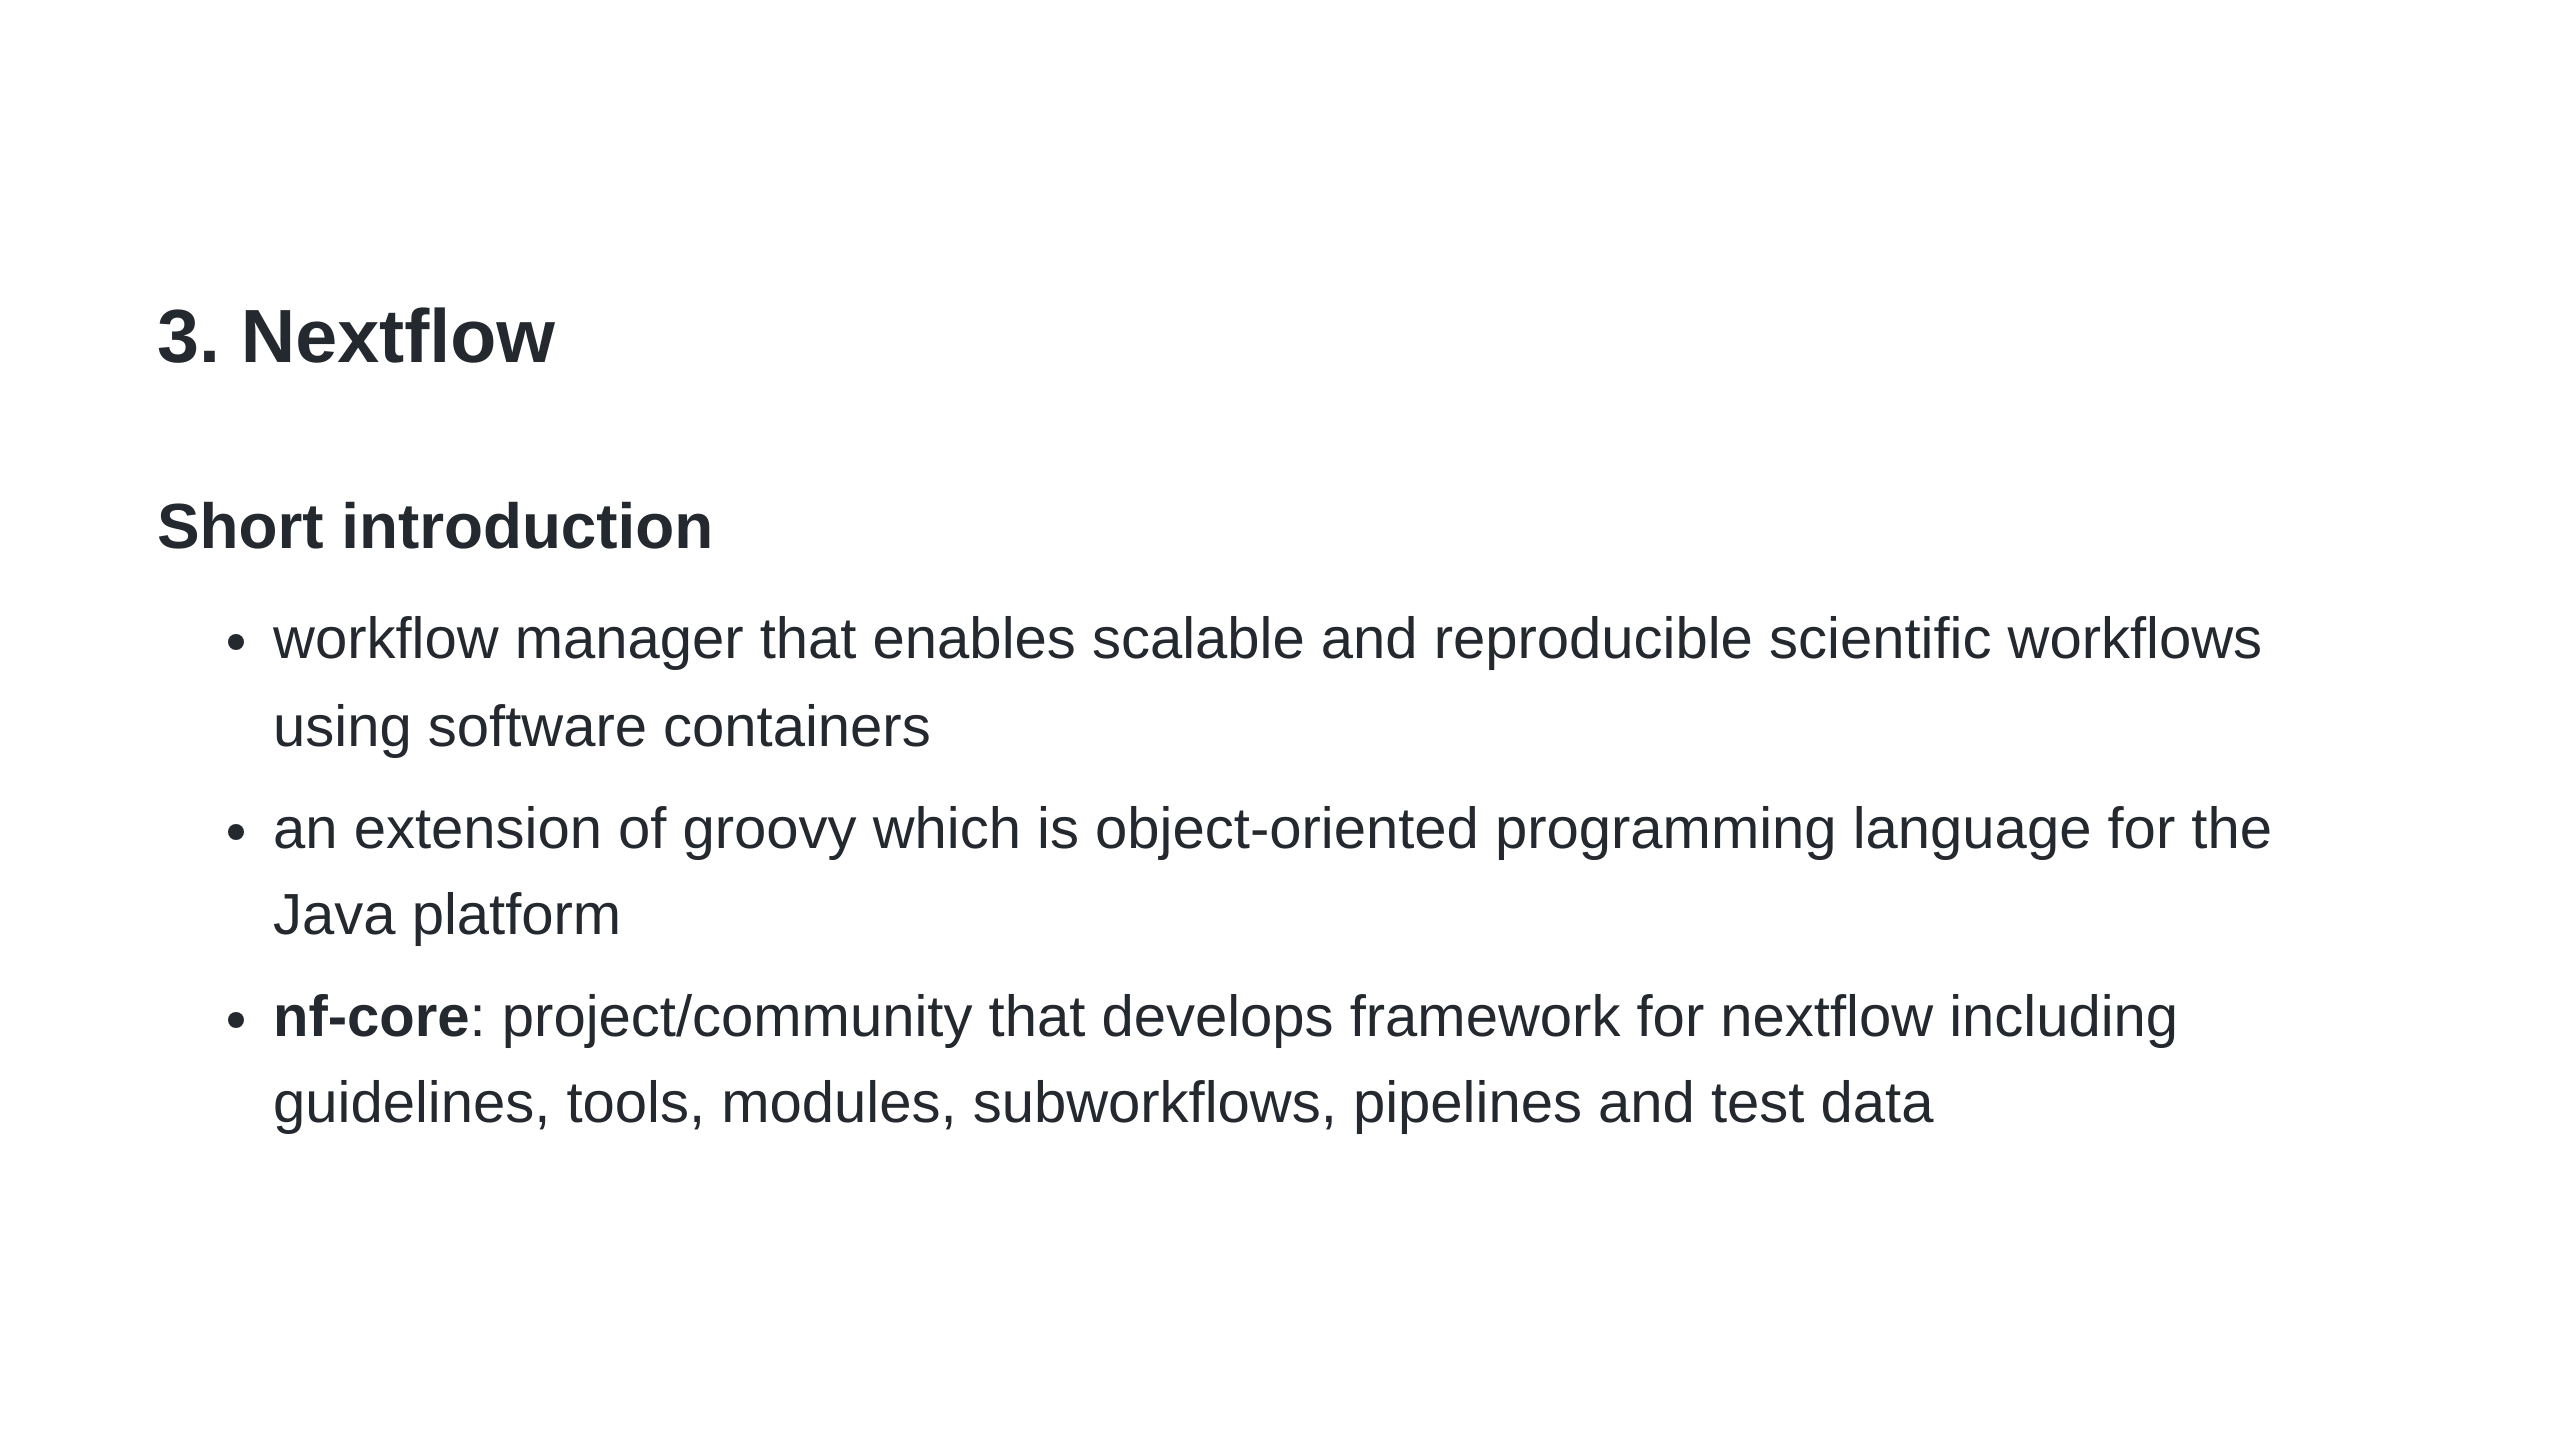 3. Nextflow
Short introduction
• workflow manager that enables scalable and reproducible scientific workflows
using software containers
• an extension of groovy which is object-oriented programming language for the
Java platform
• nf-core: project/community that develops framework for nextflow including
guidelines, tools, modules, subworkflows, pipelines and test data